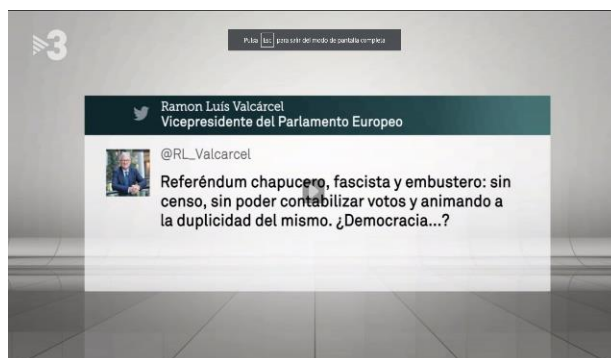 3
Pulsa Esc para salir del modo de pantalla completa
Ramon Luís Valcárcel
Vicepresidente del Parlamento Europeo
@RL_Valcarcel
Referéndum chapucero, fascista y embustero: sin
censo, sin poder contabilizar votos y animando a
la duplicidad del mismo. ¿Democracia...?